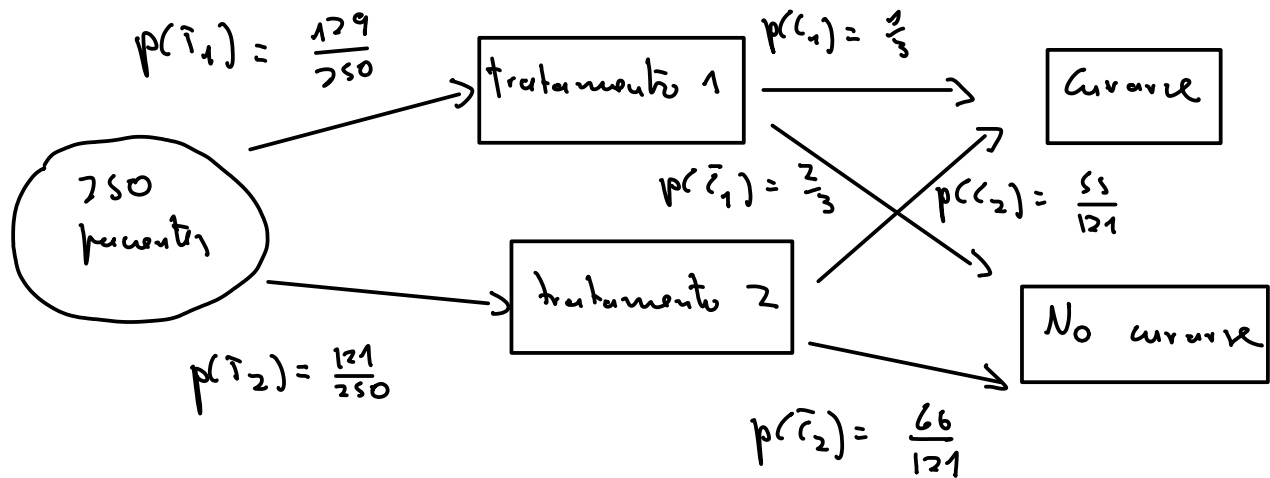 p(T₁) = 129/250
tratamento 1
p(C₁) = 1/3
Curarse
250
pacientes
p(C̄₁) = 2/3
p(C₂) = 55/121
tratamento 2
No curarse
p(T₂) = 121/250
p(C̄₂) = 66/121